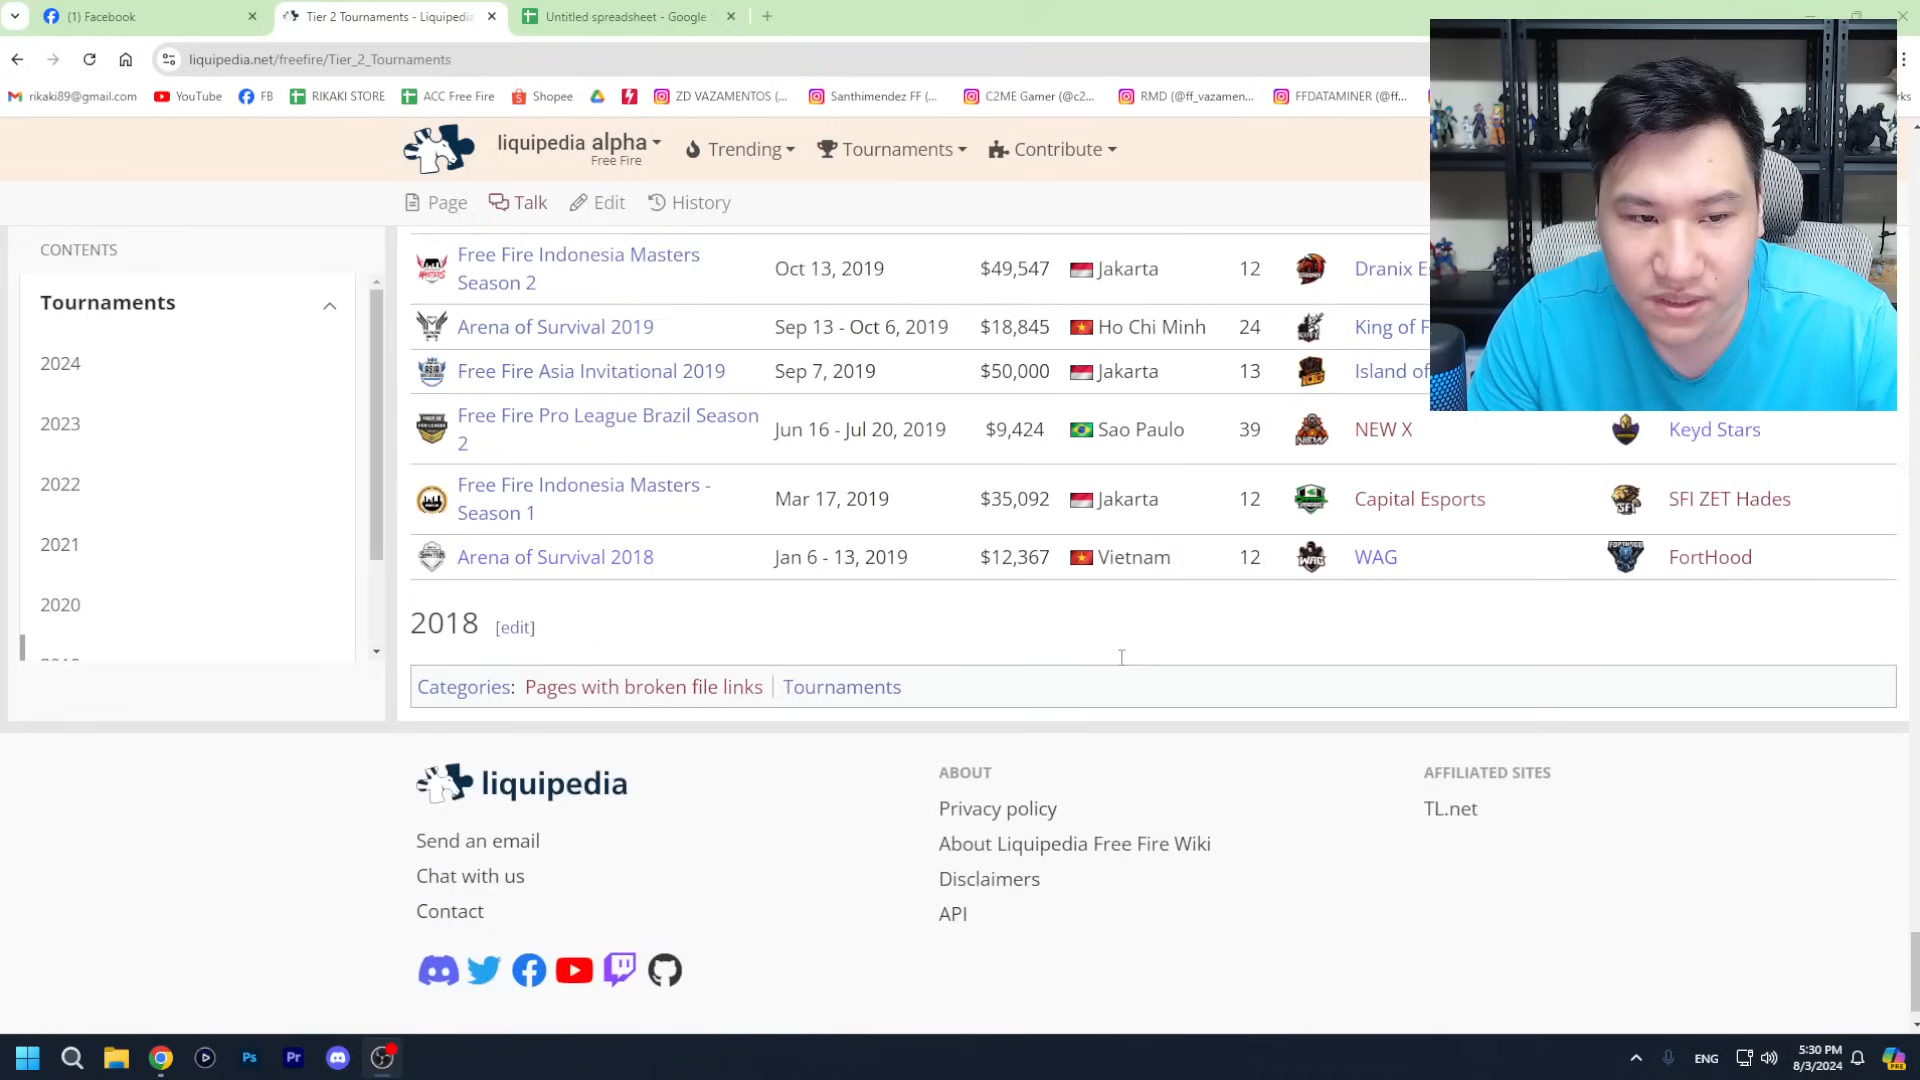 (1) Facebook
Tier 2 Tournaments - Liquipedia
Untitled spreadsheet - Google
liquipedia.net/freefire/Tier_2_Tournaments
rikaki89@gmail.com YouTube FB RIKAKI STORE ACC Free Fire Shopee ZD VAZAMENTOS (... Santhimendez FF (... C2ME Gamer (@c2... RMD (@ff_vazamen... FFDATAMINER (@ff...
liquipedia alpha
Free Fire
Trending Tournaments Contribute
Page Talk Edit History
CONTENTS
Tournaments
2024
2023
2022
2021
2020
Free Fire Indonesia Masters
Season 2
Oct 13, 2019 $49,547 Jakarta 12
Arena of Survival 2019 Sep 13 - Oct 6, 2019 $18,845 Ho Chi Minh 24 King of
Free Fire Asia Invitational 2019 Sep 7, 2019 $50,000 Jakarta 13 Island of
Free Fire Pro League Brazil Season
2
Jun 16 - Jul 20, 2019 $9,424 Sao Paulo 39 NEW X Keyd Stars
Free Fire Indonesia Masters -
Season 1
Mar 17, 2019 $35,092 Jakarta 12 Capital Esports SFI ZET Hades
Arena of Survival 2018 Jan 6 - 13, 2019 $12,367 Vietnam 12 WAG FortHood
2018 [edit]
Categories: Pages with broken file links Tournaments
liquipedia
Send an email
Chat with us
Contact
ABOUT
Privacy policy
About Liquipedia Free Fire Wiki
Disclaimers
API
AFFILIATED SITES
TL.net
Ps Pr
ENG
5:30 PM
8/3/2024